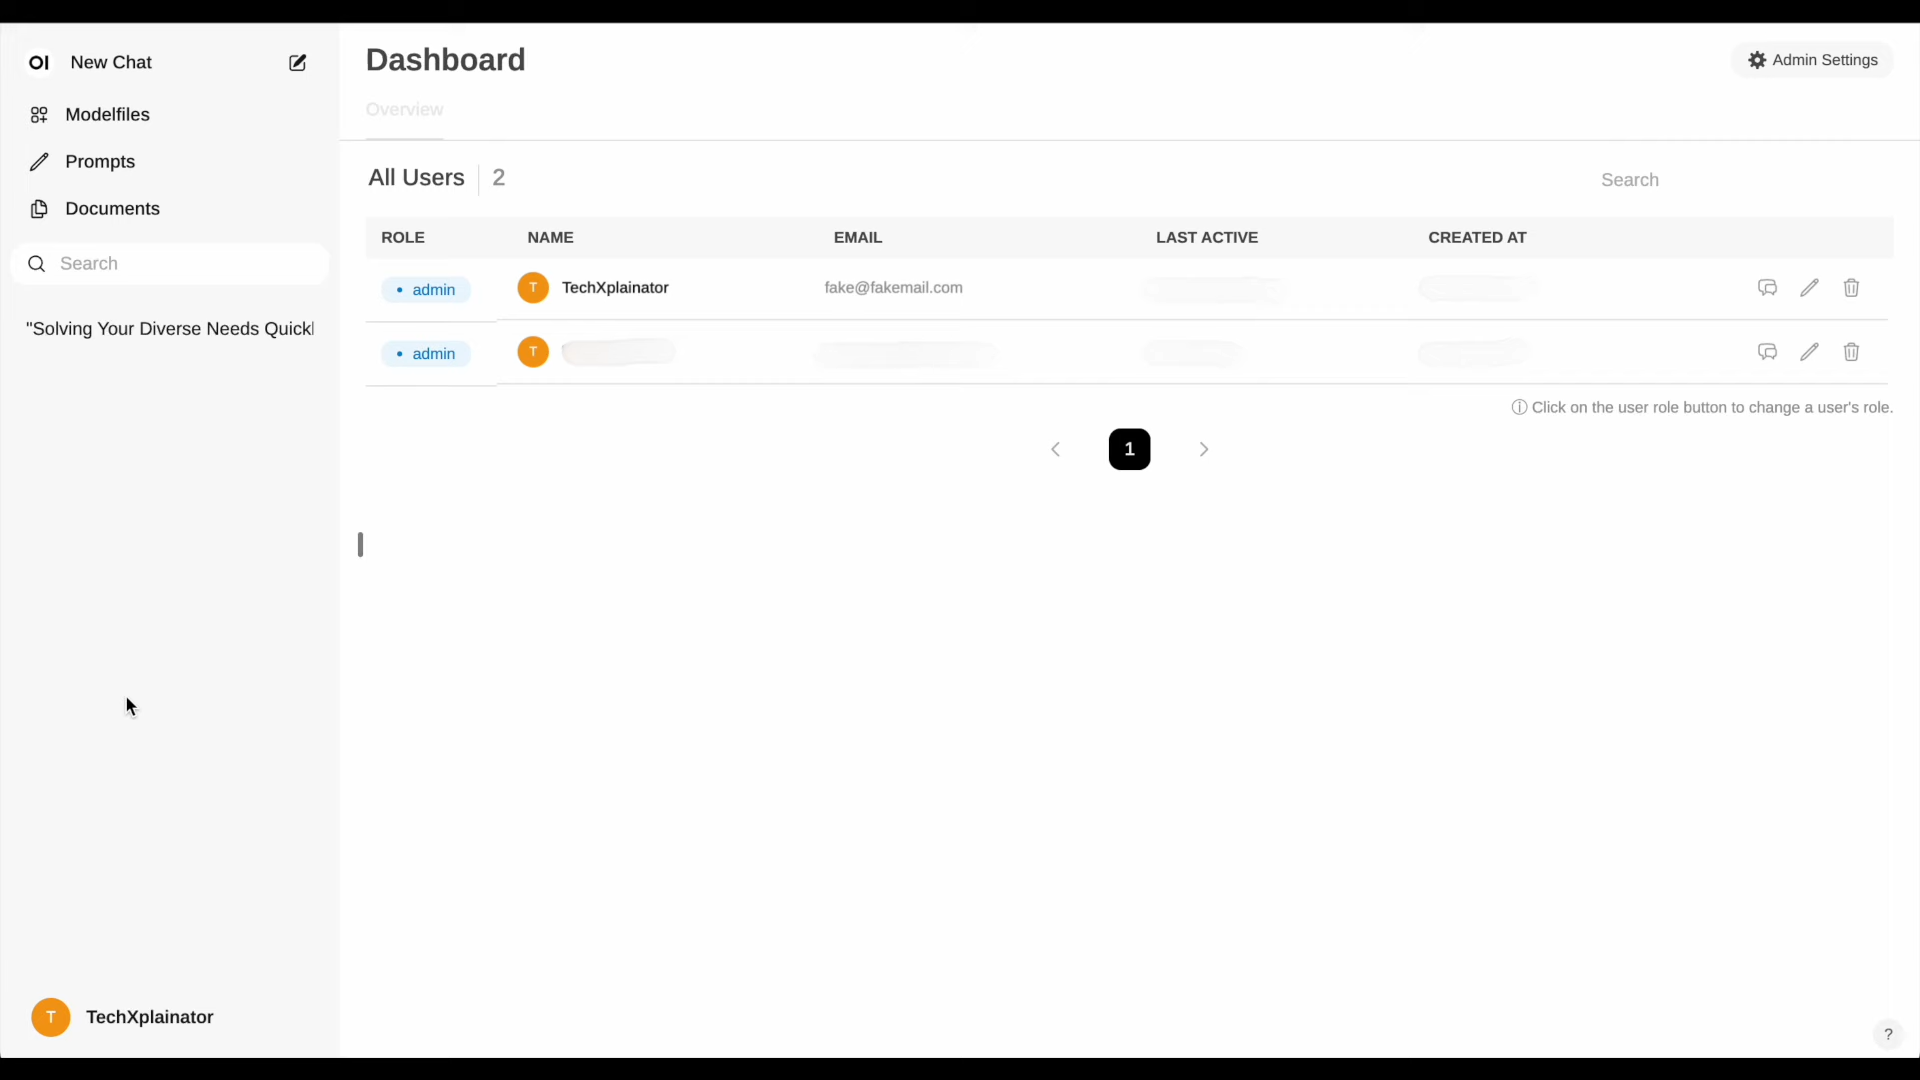 OI New Chat
Modelfiles
Prompts
Documents
Search
"Solving Your Diverse Needs Quickl
T TechXplainator
Dashboard
Admin Settings
Overview
All Users 2
Search
ROLE NAME EMAIL LAST ACTIVE CREATED AT
• admin T TechXplainator fake@fakemail.com
• admin T
ⓘ Click on the user role button to change a user's role.
< 1 >
?